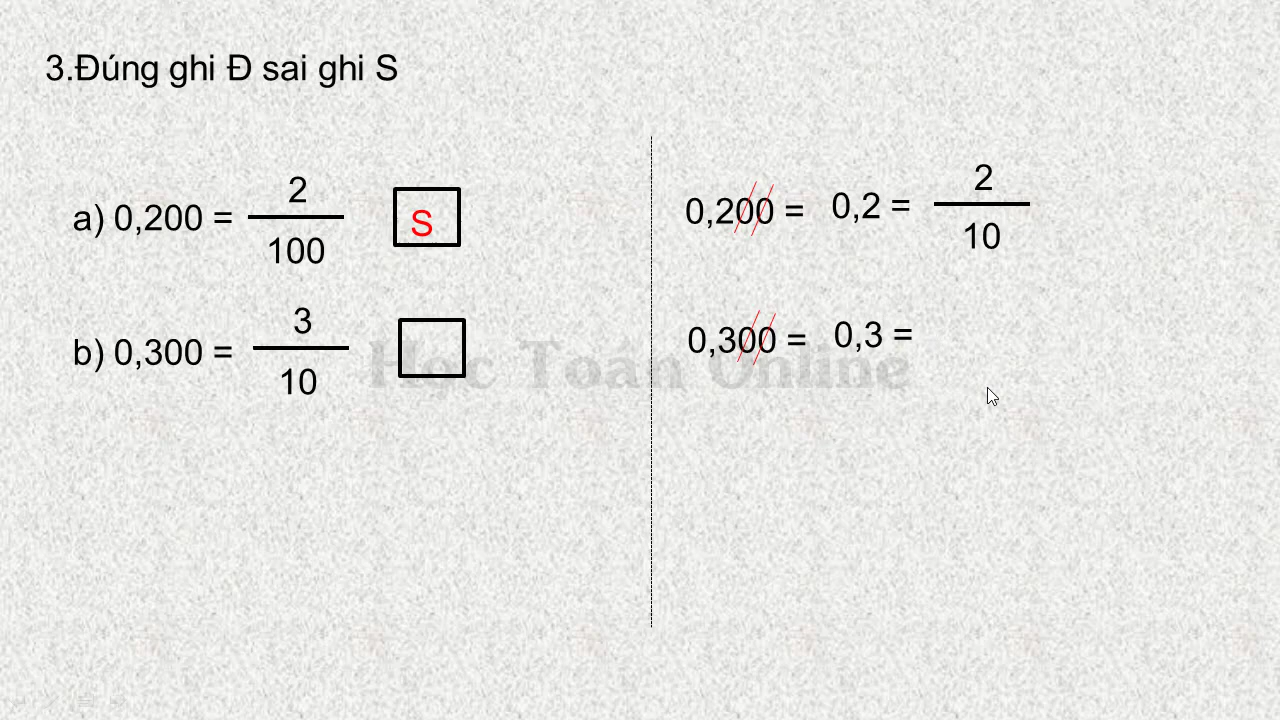 3.Đúng ghi Đ sai ghi S
a) 0,200 = 2/100 S
b) 0,300 = 3/10
0,200 = 0,2 = 2/10
0,300 = 0,3 =
Học Toán Online